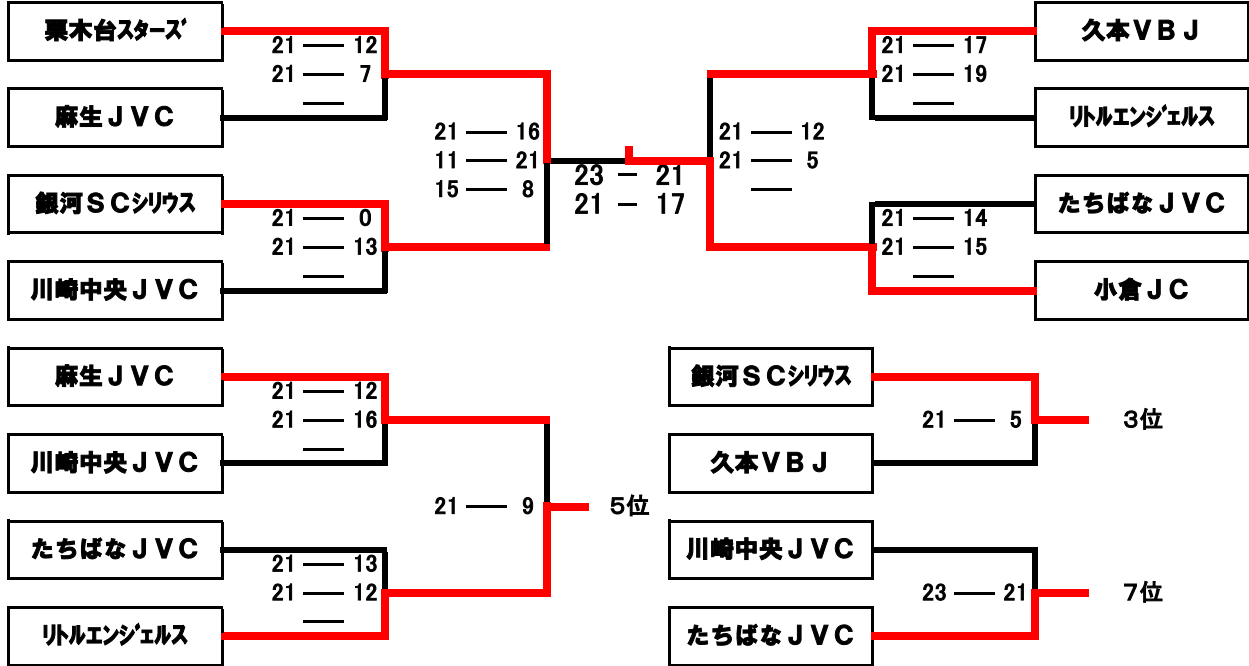 栗木台スターズ
21 ― 12
21 ― 7
―
麻生ＪＶＣ
21 ― 16
11 ― 21
15 ― 8
銀河ＳＣシリウス
21 ― 0
21 ― 13
―
川崎中央ＪＶＣ
23 － 21
21 － 17
久本ＶＢＪ
21 ― 17
21 ― 19
―
リトルエンジェルス
21 ― 12
21 ― 5
―
たちばなＪＶＣ
21 ― 14
21 ― 15
―
小倉ＪＣ
麻生ＪＶＣ
21 ― 12
21 ― 16
―
川崎中央ＪＶＣ
21 ― 9
５位
たちばなＪＶＣ
21 ― 13
21 ― 12
―
リトルエンジェルス
銀河ＳＣシリウス
21 ― 5
３位
久本ＶＢＪ
川崎中央ＪＶＣ
23 ― 21
７位
たちばなＪＶＣ